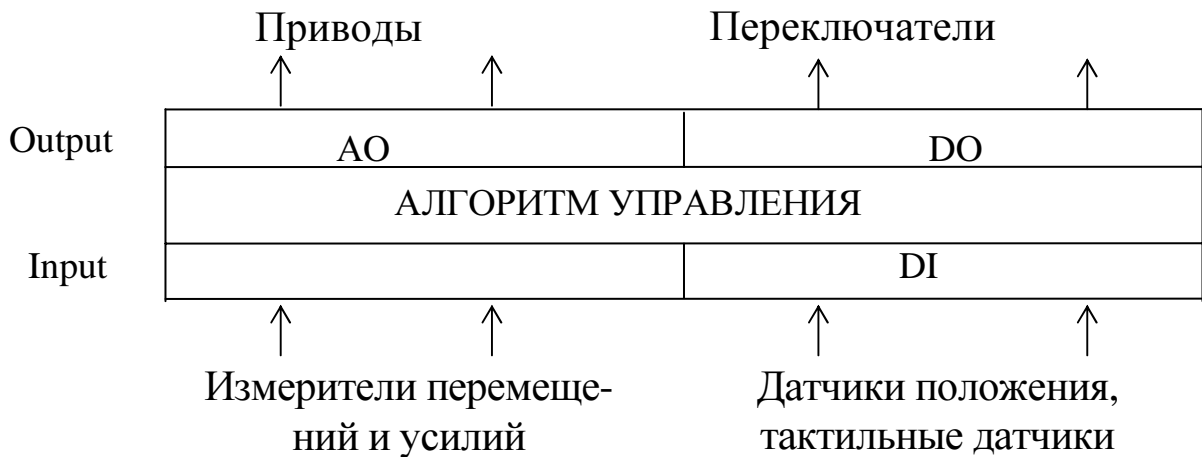 Приводы Переключатели
Output AO DO
АЛГОРИТМ УПРАВЛЕНИЯ
Input DI
Измерители перемеще-
ний и усилий
Датчики положения,
тактильные датчики